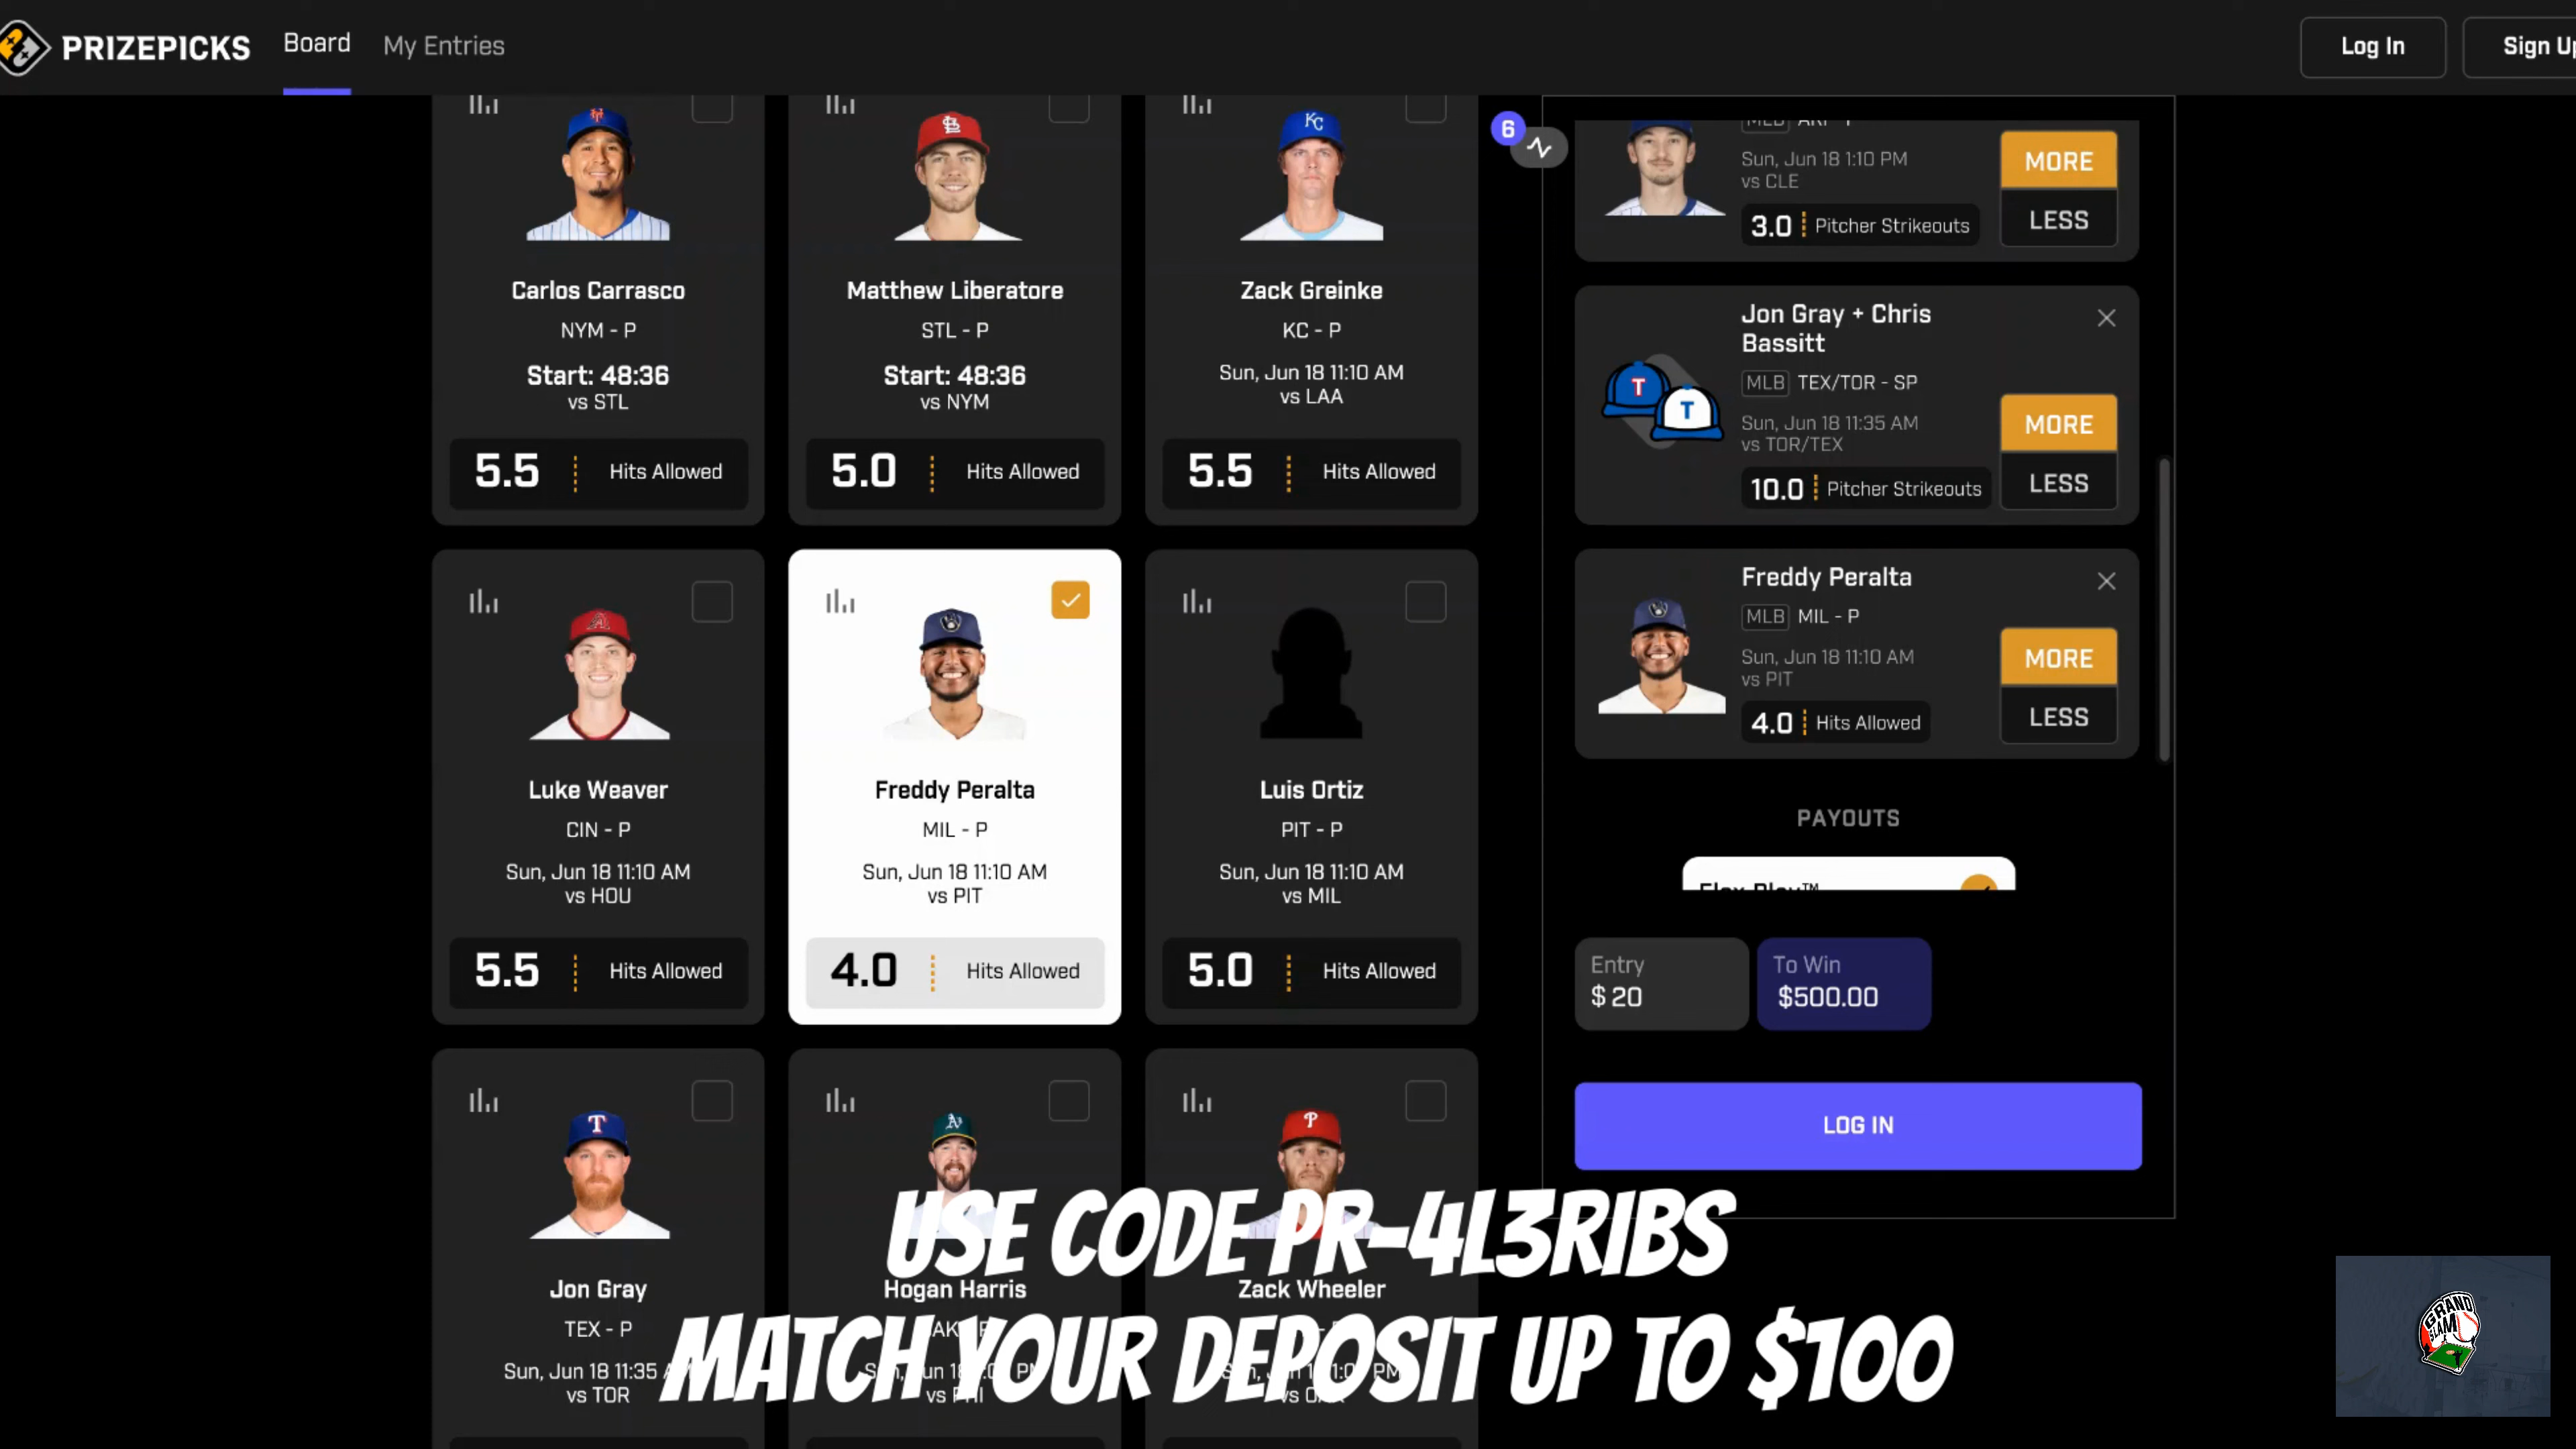 PRIZEPICKS
Board
My Entries
Log In
Sign Up
Carlos Carrasco
NYM - P
Start: 48:36
vs STL
5.5 Hits Allowed
Matthew Liberatore
STL - P
Start: 48:36
vs NYM
5.0 Hits Allowed
Zack Greinke
KC - P
Sun, Jun 18 11:10 AM
vs LAA
5.5 Hits Allowed
Luke Weaver
CIN - P
Sun, Jun 18 11:10 AM
vs HOU
5.5 Hits Allowed
Freddy Peralta
MIL - P
Sun, Jun 18 11:10 AM
vs PIT
4.0 Hits Allowed
Luis Ortiz
PIT - P
Sun, Jun 18 11:10 AM
vs MIL
5.0 Hits Allowed
Jon Gray
TEX - P
Sun, Jun 18 11:35
vs TOR
Hogan Harris
vs
Zack Wheeler
vs
6
Sun, Jun 18 1:10 PM
vs CLE
3.0 Pitcher Strikeouts
MORE
LESS
Jon Gray + Chris
Bassitt
MLB TEX/TOR - SP
Sun, Jun 18 11:35 AM
vs TOR/TEX
10.0 Pitcher Strikeouts
MORE
LESS
Freddy Peralta
MLB MIL - P
Sun, Jun 18 11:10 AM
vs PIT
4.0 Hits Allowed
MORE
LESS
PAYOUTS
Flex Play™
Entry
$ 20
To Win
$500.00
LOG IN
USE CODE PR-4L3RIBS
MATCH YOUR DEPOSIT UP TO $100
GRAND
SLAM